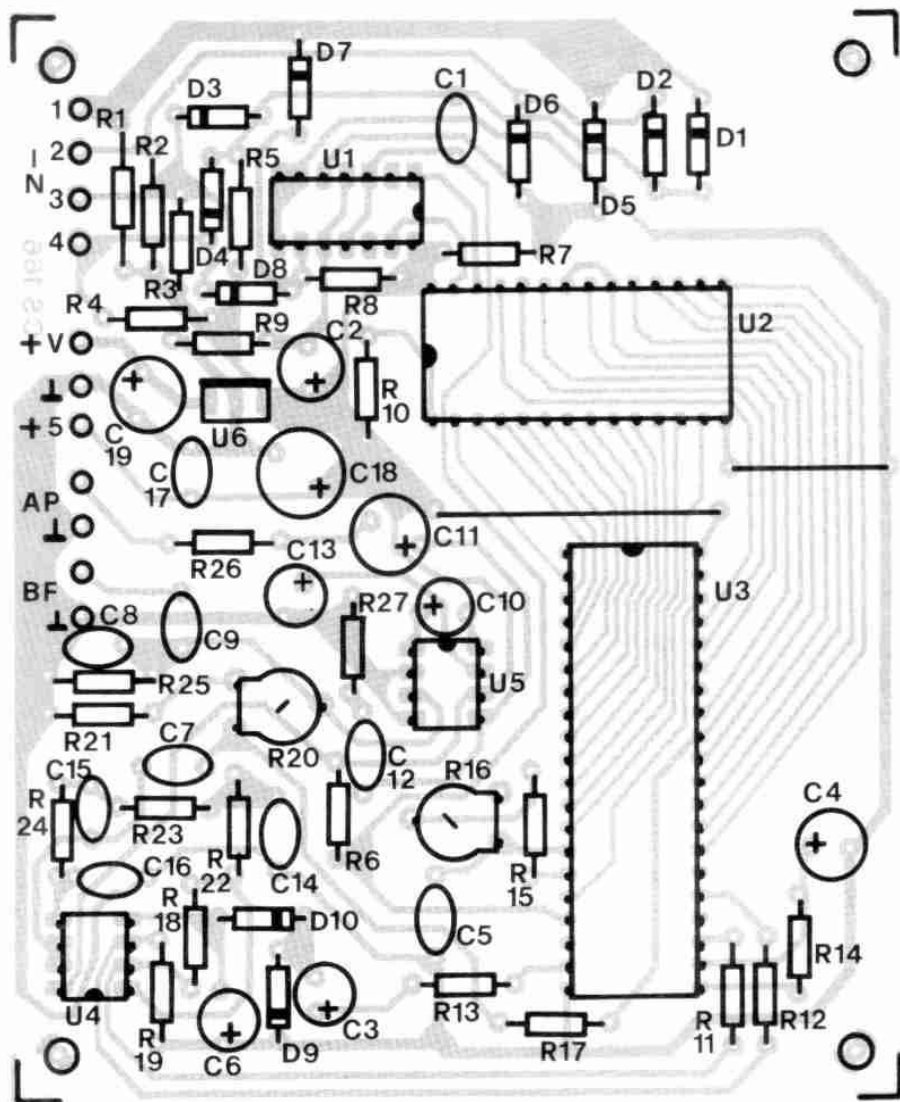 D7
D3
C1
D6
D2
1
R1
R2
R5
U1
D1
2
IN
3
D5
4
D4
R3
D8
R8
R7
CS 166
R4
R9
C2
U2
+ V
⊥
R 10
+ 5
C 19
U6
C 17
C18
AP
⊥
C11
R26
C13
BF
R27
C10
U3
⊥
C8
C9
R25
U5
R21
C7
R20
C 12
R16
C15
R 24
R23
C4
C16
R 22
C14
R6
R 15
R 18
D10
C5
R14
U4
R 19
C6
D9
C3
R13
R17
R 11
R12